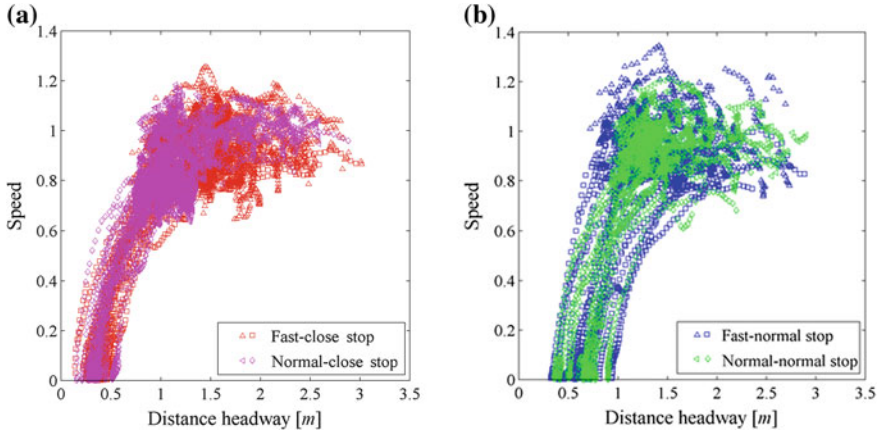 (a)
Speed
1.4
1.2
1
0.8
0.6
0.4
0.2
0
0 0.5 1 1.5 2 2.5 3 3.5
Distance headway [m]
Fast-close stop
Normal-close stop
(b)
Speed
1.4
1.2
1
0.8
0.6
0.4
0.2
0
0 0.5 1 1.5 2 2.5 3 3.5
Distance headway [m]
Fast-normal stop
Normal-normal stop